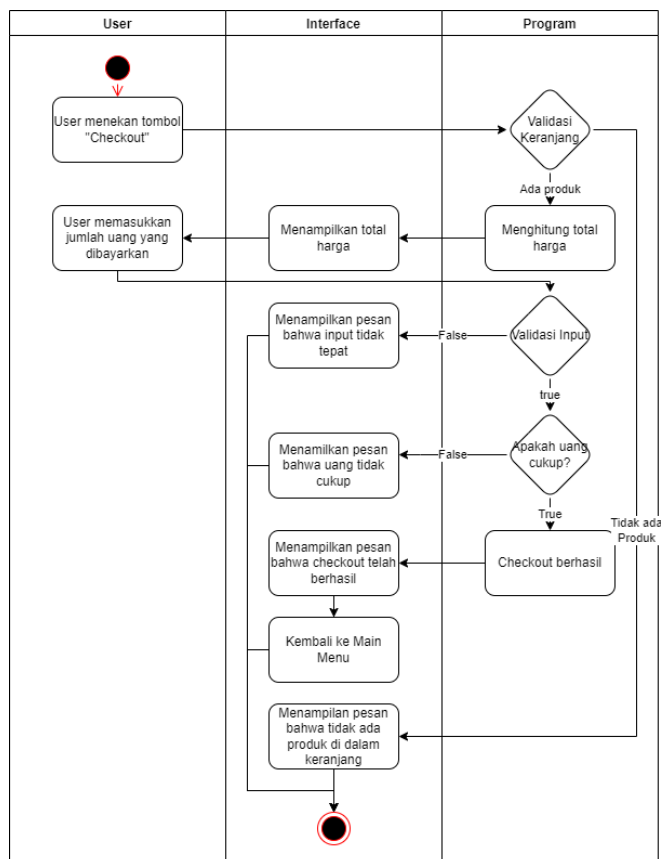 User
Interface
Program
User menekan tombol
"Checkout"
Validasi
Keranjang
Ada produk
User memasukkan
jumlah uang yang
dibayarkan
Menampilkan total
harga
Menghitung total
harga
Menampilkan pesan
bahwa input tidak
tepat
False
Validasi Input
true
Menamilkan pesan
bahwa uang tidak
cukup
False
Apakah uang
cukup?
True
Tidak ada
Produk
Menampilkan pesan
bahwa checkout telah
berhasil
Checkout berhasil
Kembali ke Main
Menu
Menampilan pesan
bahwa tidak ada
produk di dalam
keranjang